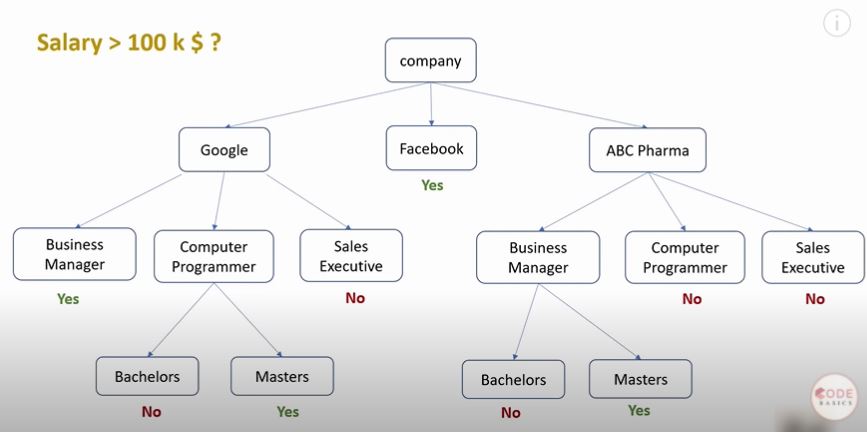 Salary > 100 k $ ?
i
company
Google
Facebook
ABC Pharma
Yes
Business
Manager
Computer
Programmer
Sales
Executive
Business
Manager
Computer
Programmer
Sales
Executive
Yes
No
No
No
Bachelors
Masters
Bachelors
Masters
No
Yes
No
Yes
CODE
BASICS